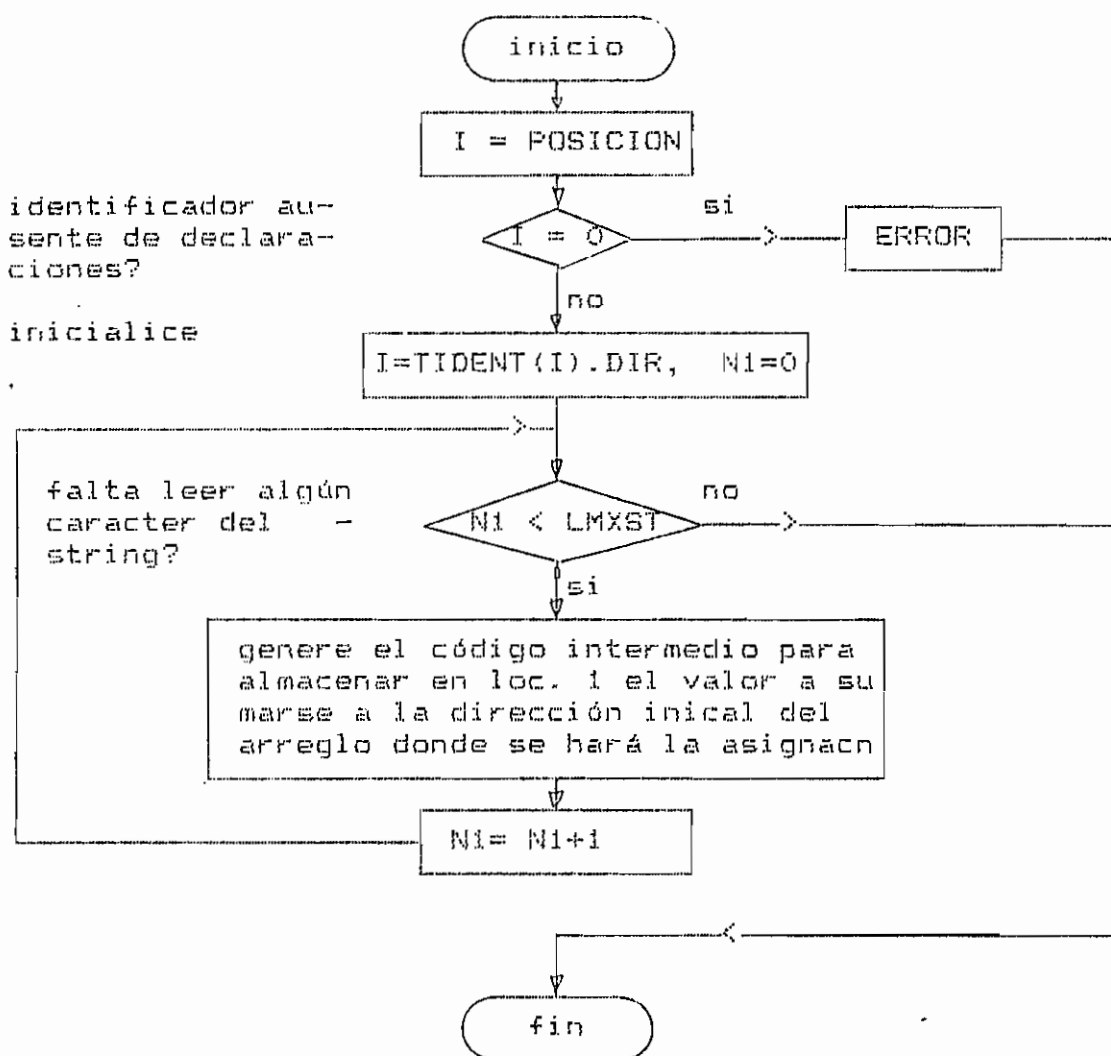 inicio
I = POSICION
identificador au-
sente de declara-
ciones?
I = 0
si
ERROR
no
inicialice
I=TIDENT(I).DIR, N1=0
falta leer algún
caracter del -
string?
N1 < LMXST
no
si
genere el código intermedio para
almacenar en loc. 1 el valor a su
marse a la dirección inical del
arreglo donde se hará la asignacn
N1= N1+1
fin